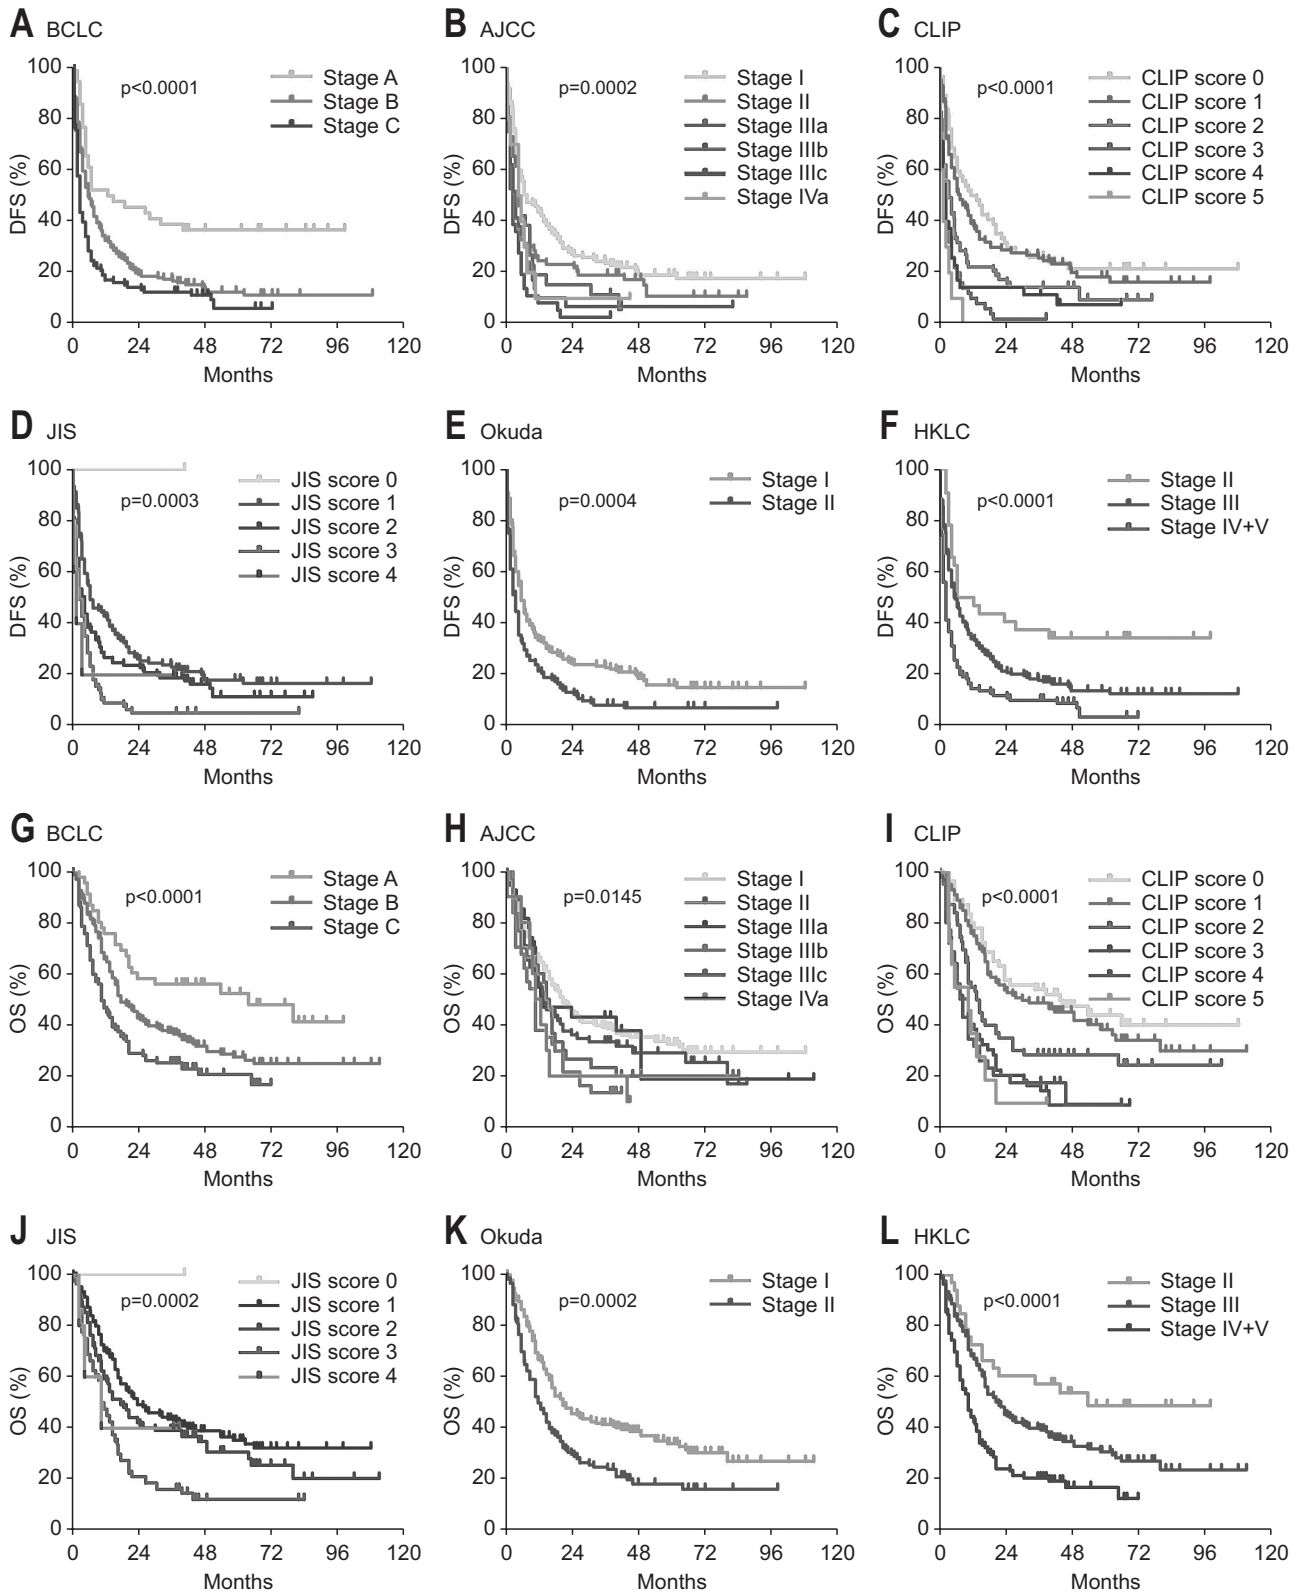 A BCLC
DFS (%)
100
80
60
40
20
0
p<0.0001
Stage A
Stage B
Stage C
0 24 48 72 96 120
Months
B AJCC
DFS (%)
100
80
60
40
20
0
p=0.0002
Stage I
Stage II
Stage IIIa
Stage IIIb
Stage IIIc
Stage IVa
0 24 48 72 96 120
Months
C CLIP
DFS (%)
100
80
60
40
20
0
p<0.0001
CLIP score 0
CLIP score 1
CLIP score 2
CLIP score 3
CLIP score 4
CLIP score 5
0 24 48 72 96 120
Months
D JIS
DFS (%)
100
80
60
40
20
0
p=0.0003
JIS score 0
JIS score 1
JIS score 2
JIS score 3
JIS score 4
0 24 48 72 96 120
Months
E Okuda
DFS (%)
100
80
60
40
20
0
p=0.0004
Stage I
Stage II
0 24 48 72 96 120
Months
F HKLC
DFS (%)
100
80
60
40
20
0
p<0.0001
Stage II
Stage III
Stage IV+V
0 24 48 72 96 120
Months
G BCLC
OS (%)
100
80
60
40
20
0
p<0.0001
Stage A
Stage B
Stage C
0 24 48 72 96 120
Months
H AJCC
OS (%)
100
80
60
40
20
0
p=0.0145
Stage I
Stage II
Stage IIIa
Stage IIIb
Stage IIIc
Stage IVa
0 24 48 72 96 120
Months
I CLIP
OS (%)
100
80
60
40
20
0
p<0.0001
CLIP score 0
CLIP score 1
CLIP score 2
CLIP score 3
CLIP score 4
CLIP score 5
0 24 48 72 96 120
Months
J JIS
OS (%)
100
80
60
40
20
0
p=0.0002
JIS score 0
JIS score 1
JIS score 2
JIS score 3
JIS score 4
0 24 48 72 96 120
Months
K Okuda
OS (%)
100
80
60
40
20
0
p=0.0002
Stage I
Stage II
0 24 48 72 96 120
Months
L HKLC
OS (%)
100
80
60
40
20
0
p<0.0001
Stage II
Stage III
Stage IV+V
0 24 48 72 96 120
Months